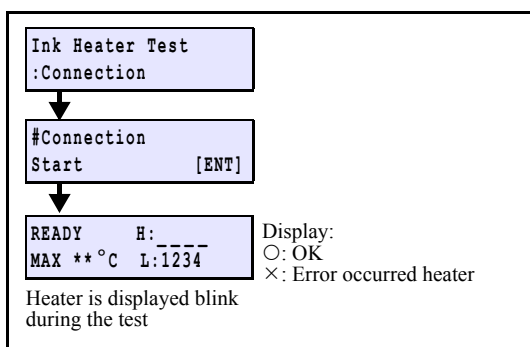 Ink Heater Test
:Connection
#Connection
Start [ENT]
READY H:_ _ _ _
MAX **°C L:1234
Display:
○: OK
×: Error occurred heater
Heater is displayed blink
during the test